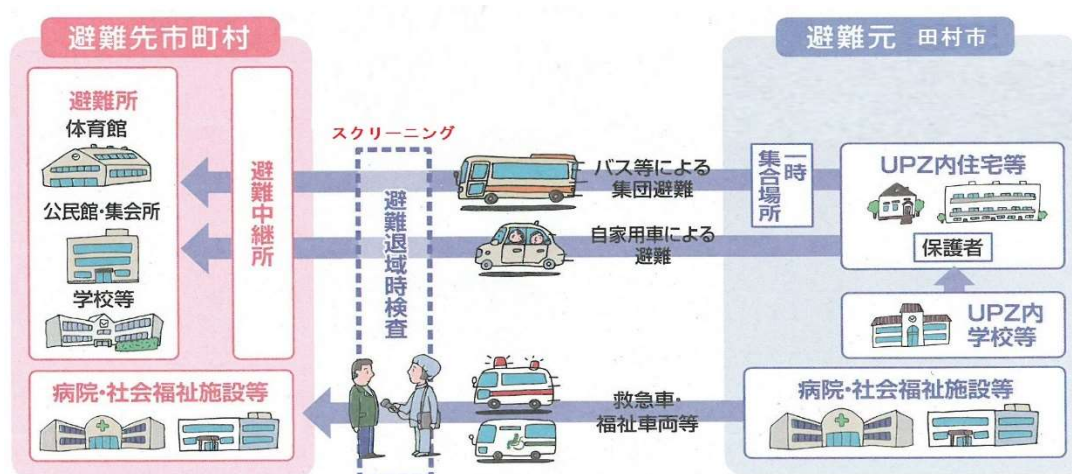 避難先市町村
避難所
体育館
公民館・集会所
学校等
避難中継所
病院・社会福祉施設等
スクリーニング
避難退域時検査
バス等による
集団避難
自家用車による
避難
救急車・
福祉車両等
避難元 田村市
一時
集合場所
UPZ内住宅等
保護者
UPZ内
学校等
病院・社会福祉施設等